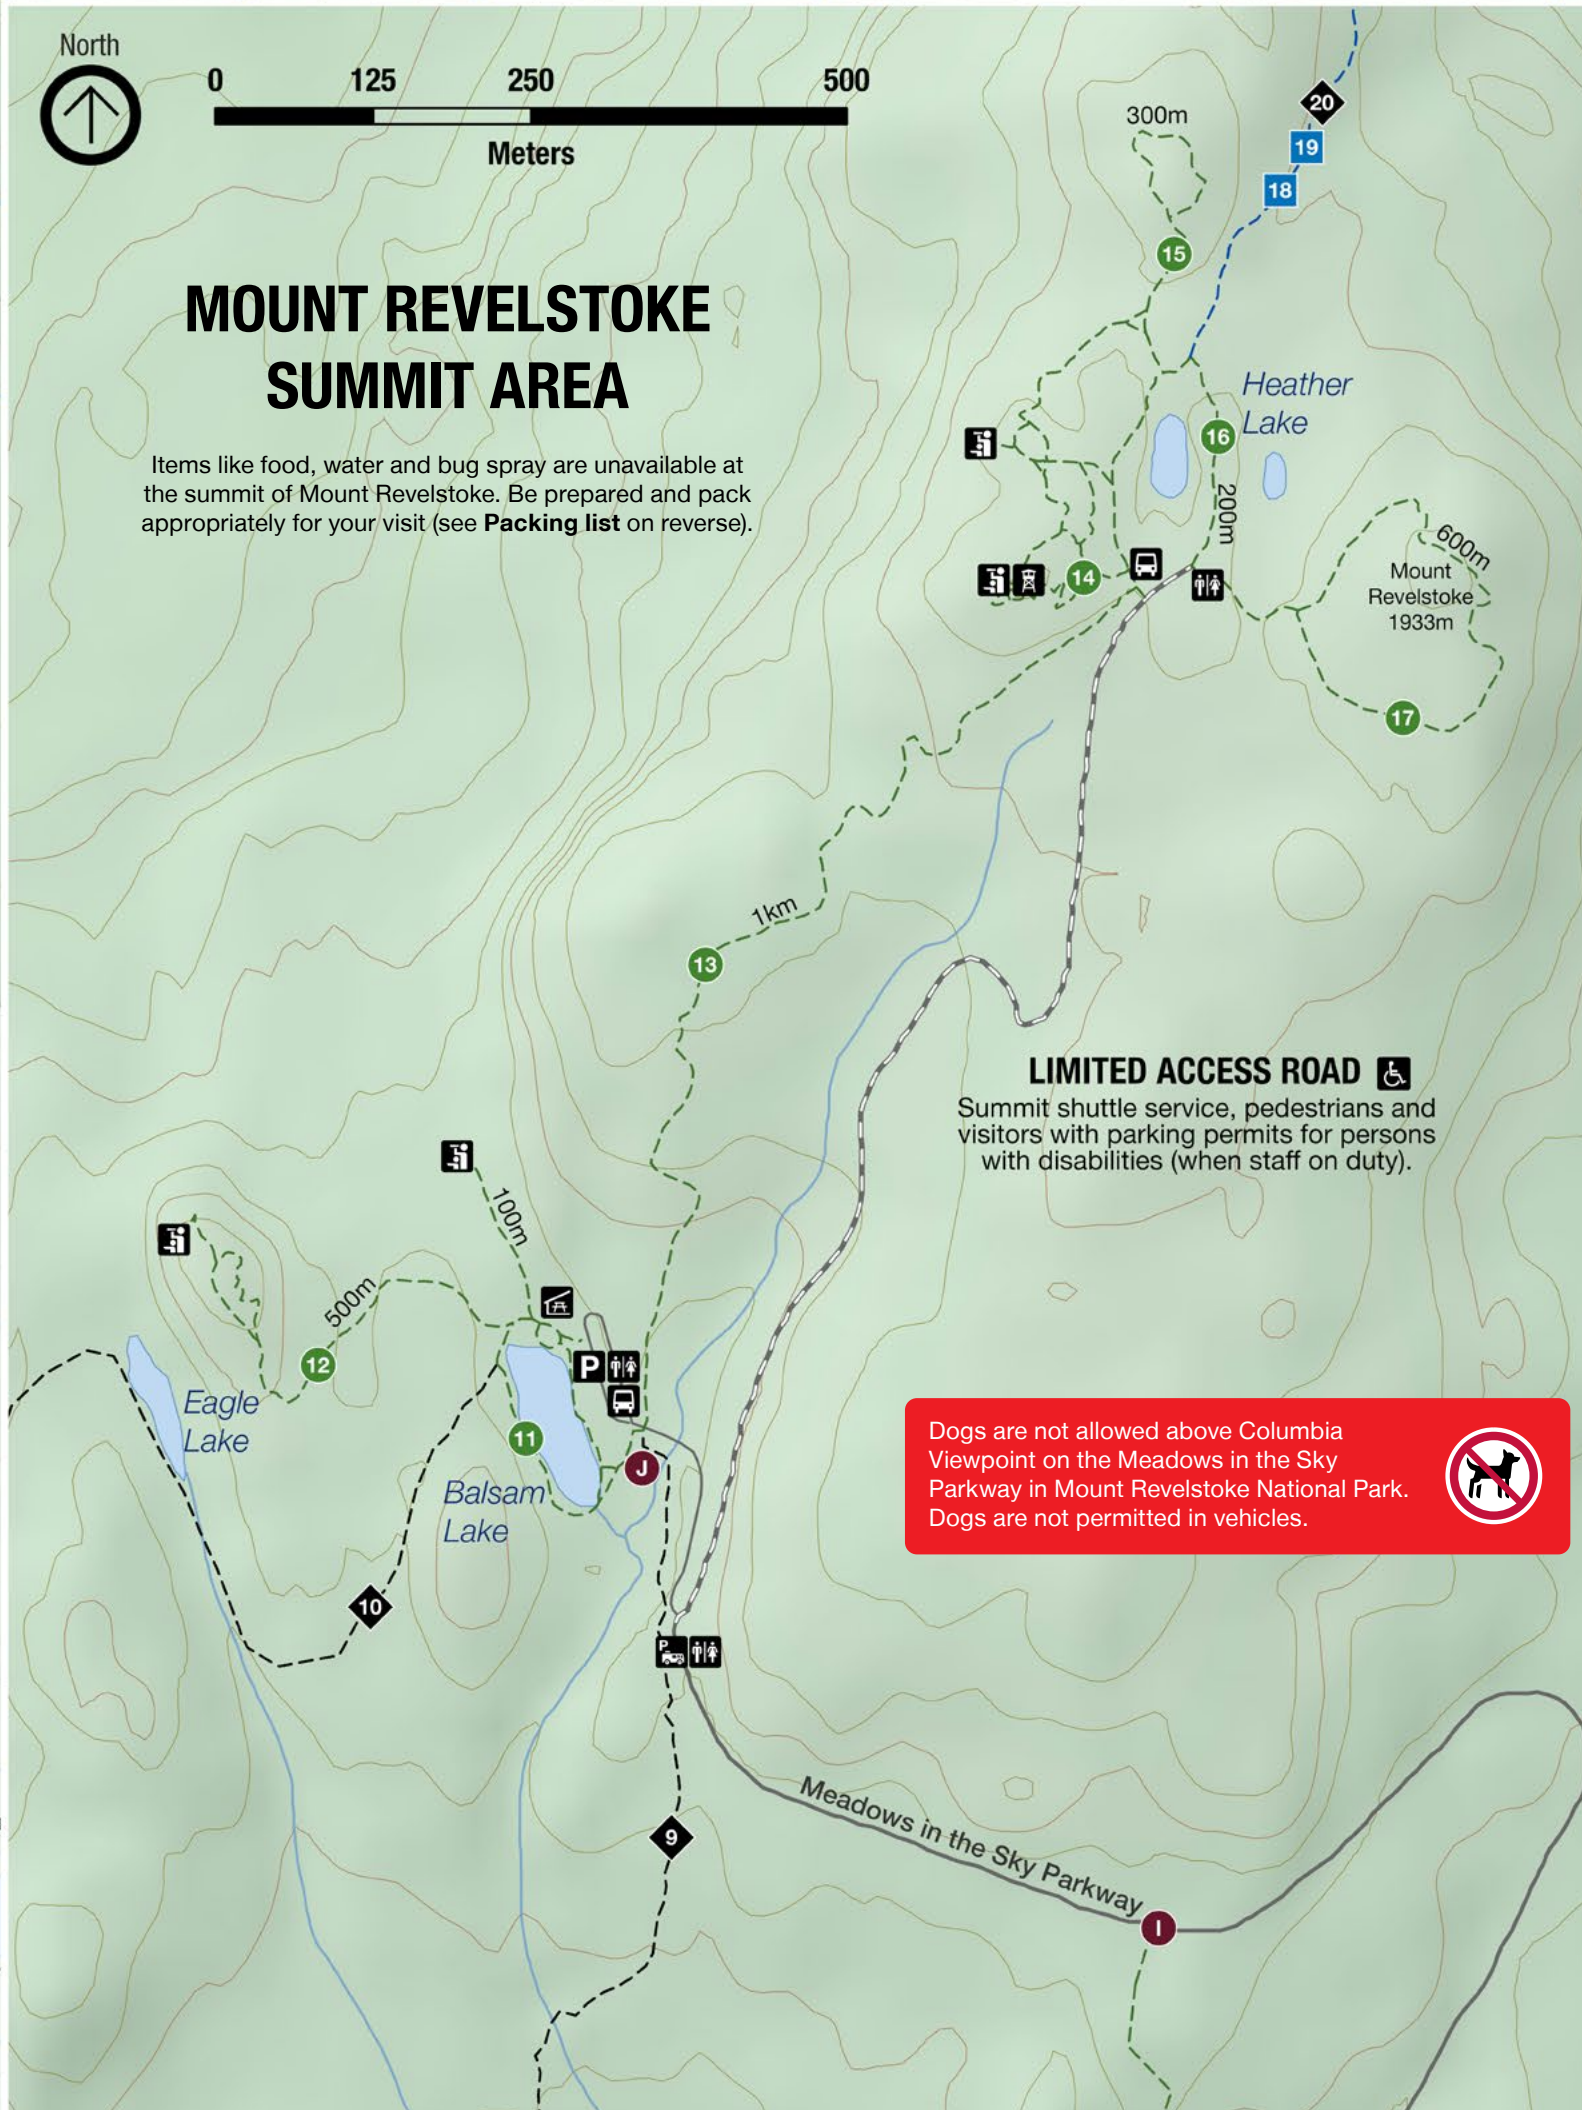 North
0 125 250 500
Meters
MOUNT REVELSTOKE
SUMMIT AREA
Items like food, water and bug spray are unavailable at
the summit of Mount Revelstoke. Be prepared and pack
appropriately for your visit (see Packing list on reverse).
20
19
18
300m
15
Heather
Lake
16
200m
600m
Mount
Revelstoke
1933m
14
17
1km
13
LIMITED ACCESS ROAD
Summit shuttle service, pedestrians and
visitors with parking permits for persons
with disabilities (when staff on duty).
100m
500m
12
P
Eagle
Lake
11
J
Balsam
Lake
Dogs are not allowed above Columbia
Viewpoint on the Meadows in the Sky
Parkway in Mount Revelstoke National Park.
Dogs are not permitted in vehicles.
10
P
9
Meadows in the Sky Parkway
I